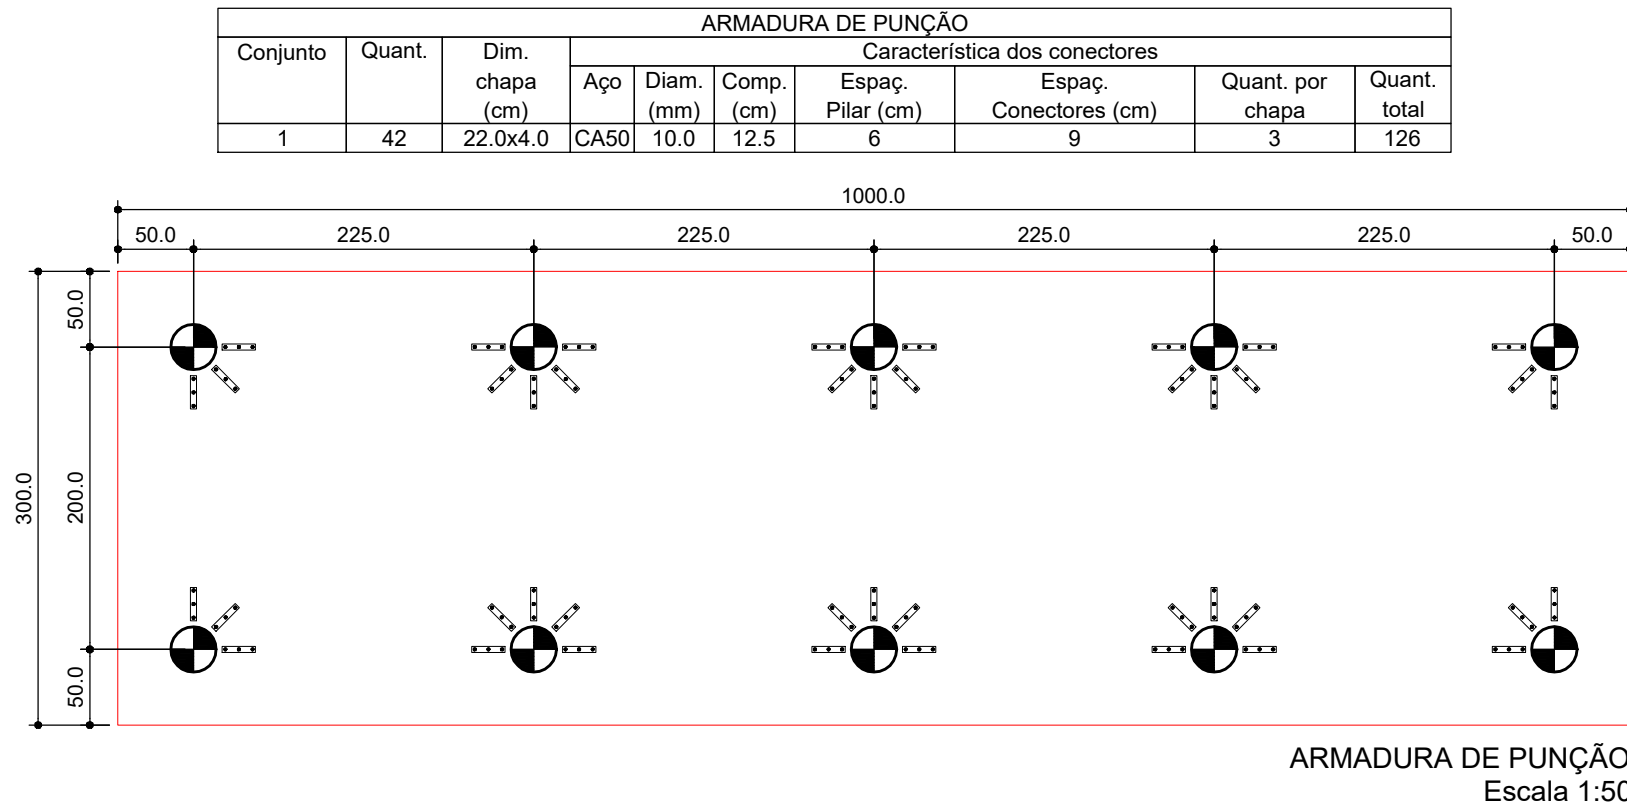 ARMADURA DE PUNÇÃO
Conjunto Quant. Dim. chapa (cm) Característica dos conectores
Aço Diam. (mm) Comp. (cm) Espaç. Pilar (cm) Espaç. Conectores (cm) Quant. por chapa Quant. total
1 42 22.0x4.0 CA50 10.0 12.5 6 9 3 126
1000.0
50.0 225.0 225.0 225.0 225.0 50.0
50.0
200.0
300.0
50.0
ARMADURA DE PUNÇÃO
Escala 1:50